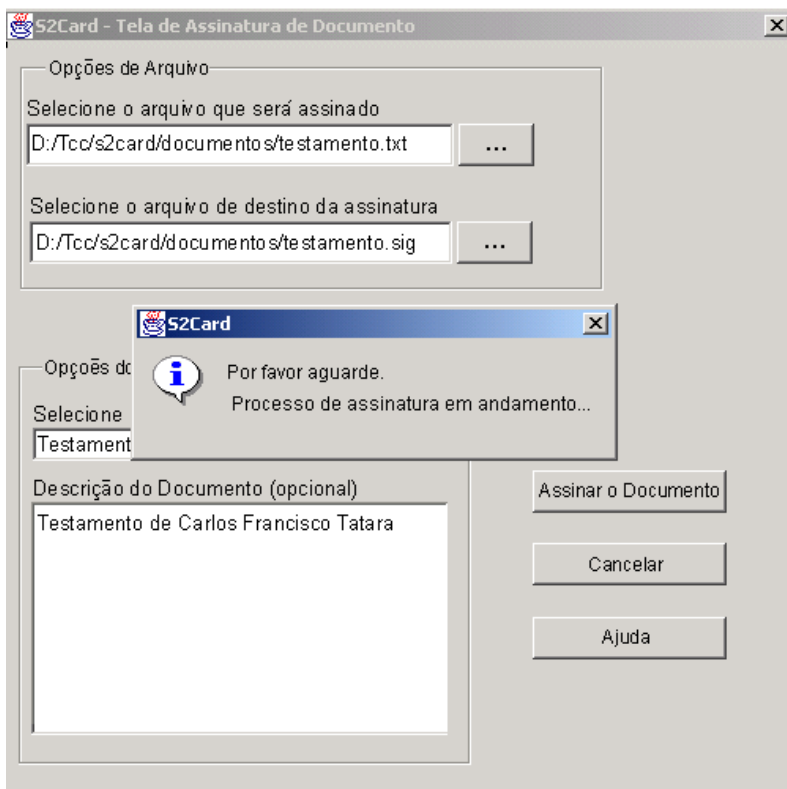 S2Card - Tela de Assinatura de Documento
Opções de Arquivo
Selecione o arquivo que será assinado
D:/Tcc/s2card/documentos/testamento.txt
...
Selecione o arquivo de destino da assinatura
D:/Tcc/s2card/documentos/testamento.sig
...
S2Card
Por favor aguarde.
Processo de assinatura em andamento...
Opçoẽs do
Selecione
Testament
Descrição do Documento (opcional)
Testamento de Carlos Francisco Tatara
Assinar o Documento
Cancelar
Ajuda